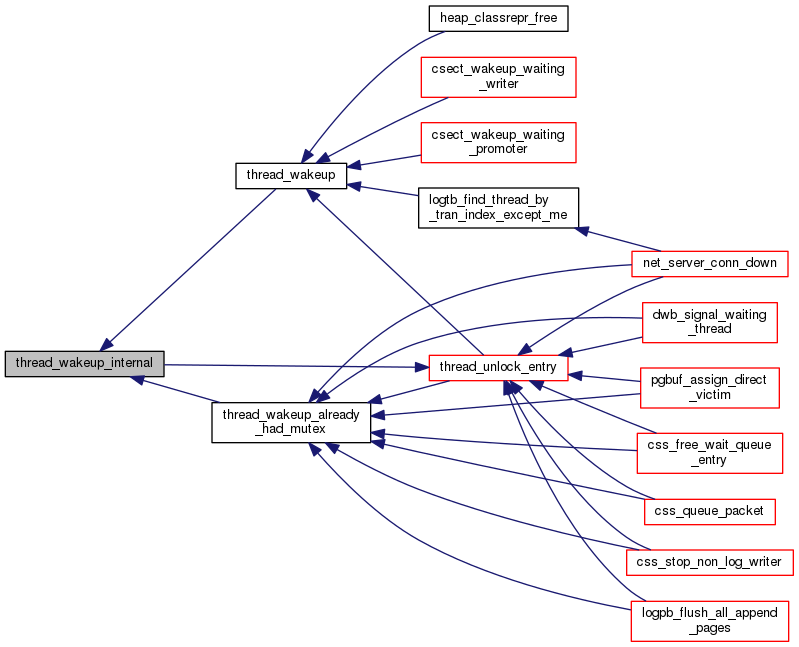 heap_classrepr_free
csect_wakeup_waiting
_writer
csect_wakeup_waiting
_promoter
thread_wakeup
logtb_find_thread_by
_tran_index_except_me
net_server_conn_down
dwb_signal_waiting
_thread
thread_wakeup_internal
thread_unlock_entry
pgbuf_assign_direct
_victim
thread_wakeup_already
_had_mutex
css_free_wait_queue
_entry
css_queue_packet
css_stop_non_log_writer
logpb_flush_all_append
_pages